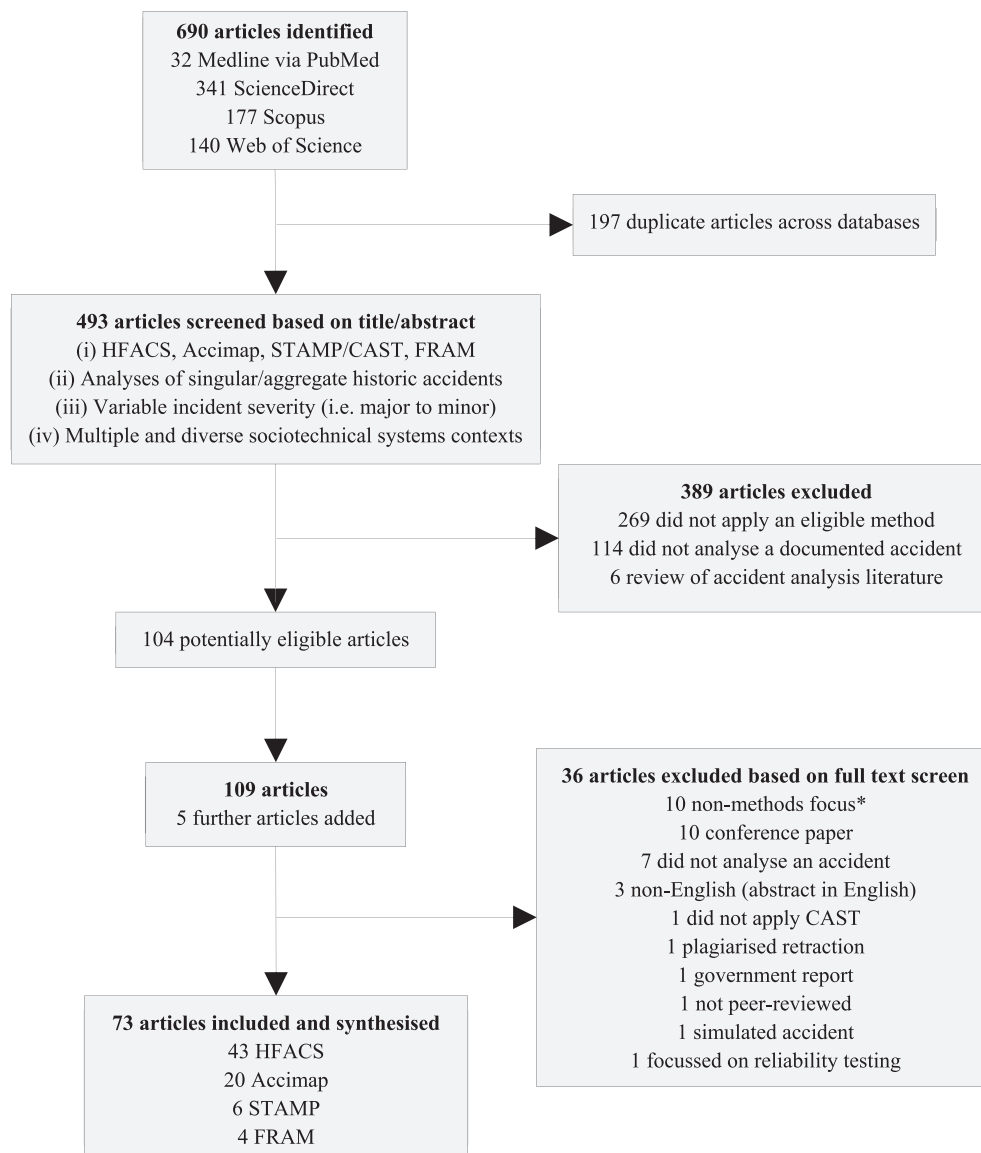 690 articles identified
32 Medline via PubMed
341 ScienceDirect
177 Scopus
140 Web of Science
197 duplicate articles across databases
493 articles screened based on title/abstract
(i) HFACS, Accimap, STAMP/CAST, FRAM
(ii) Analyses of singular/aggregate historic accidents
(iii) Variable incident severity (i.e. major to minor)
(iv) Multiple and diverse sociotechnical systems contexts
389 articles excluded
269 did not apply an eligible method
114 did not analyse a documented accident
6 review of accident analysis literature
104 potentially eligible articles
109 articles
5 further articles added
36 articles excluded based on full text screen
10 non-methods focus*
10 conference paper
7 did not analyse an accident
3 non-English (abstract in English)
1 did not apply CAST
1 plagiarised retraction
1 government report
1 not peer-reviewed
1 simulated accident
1 focussed on reliability testing
73 articles included and synthesised
43 HFACS
20 Accimap
6 STAMP
4 FRAM